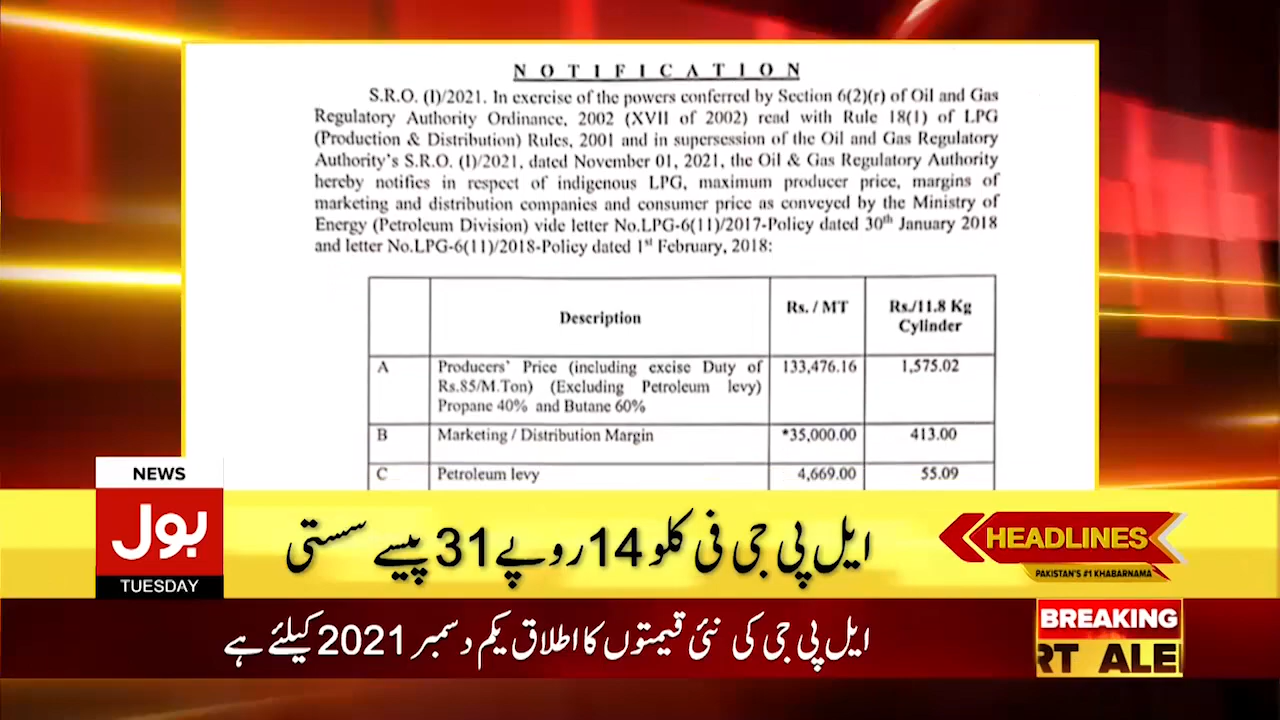 NOTIFICATION
S.R.O. (I)/2021. In exercise of the powers conferred by Section 6(2)(r) of Oil and Gas
Regulatory Authority Ordinance, 2002 (XVII of 2002) read with Rule 18(1) of LPG
(Production & Distribution) Rules, 2001 and in supersession of the Oil and Gas Regulatory
Authority's S.R.O. (I)/2021, dated November 01, 2021, the Oil & Gas Regulatory Authority
hereby notifies in respect of indigenous LPG, maximum producer price, margins of
marketing and distribution companies and consumer price as conveyed by the Ministry of
Energy (Petroleum Division) vide letter No.LPG-6(11)/2017-Policy dated 30th January 2018
and letter No.LPG-6(11)/2018-Policy dated 1st February, 2018:
Description Rs. / MT Rs./11.8 Kg
Cylinder
A Producers' Price (including excise Duty of 133,476.16 1,575.02
Rs.85/M.Ton) (Excluding Petroleum levy)
Propane 40% and Butane 60%
B Marketing / Distribution Margin *35,000.00 413.00
C Petroleum levy 4,669.00 55.09
NEWS
بول
TUESDAY
ایل پی جی فی کلو 14 روپے 31 پیسے سستی
HEADLINES
PAKISTAN'S #1 KHABARNAMA
ایل پی جی کی نئی قیمتوں کا اطلاق یکم دسمبر 2021 کیلئے ہے
BREAKING
RT ALE